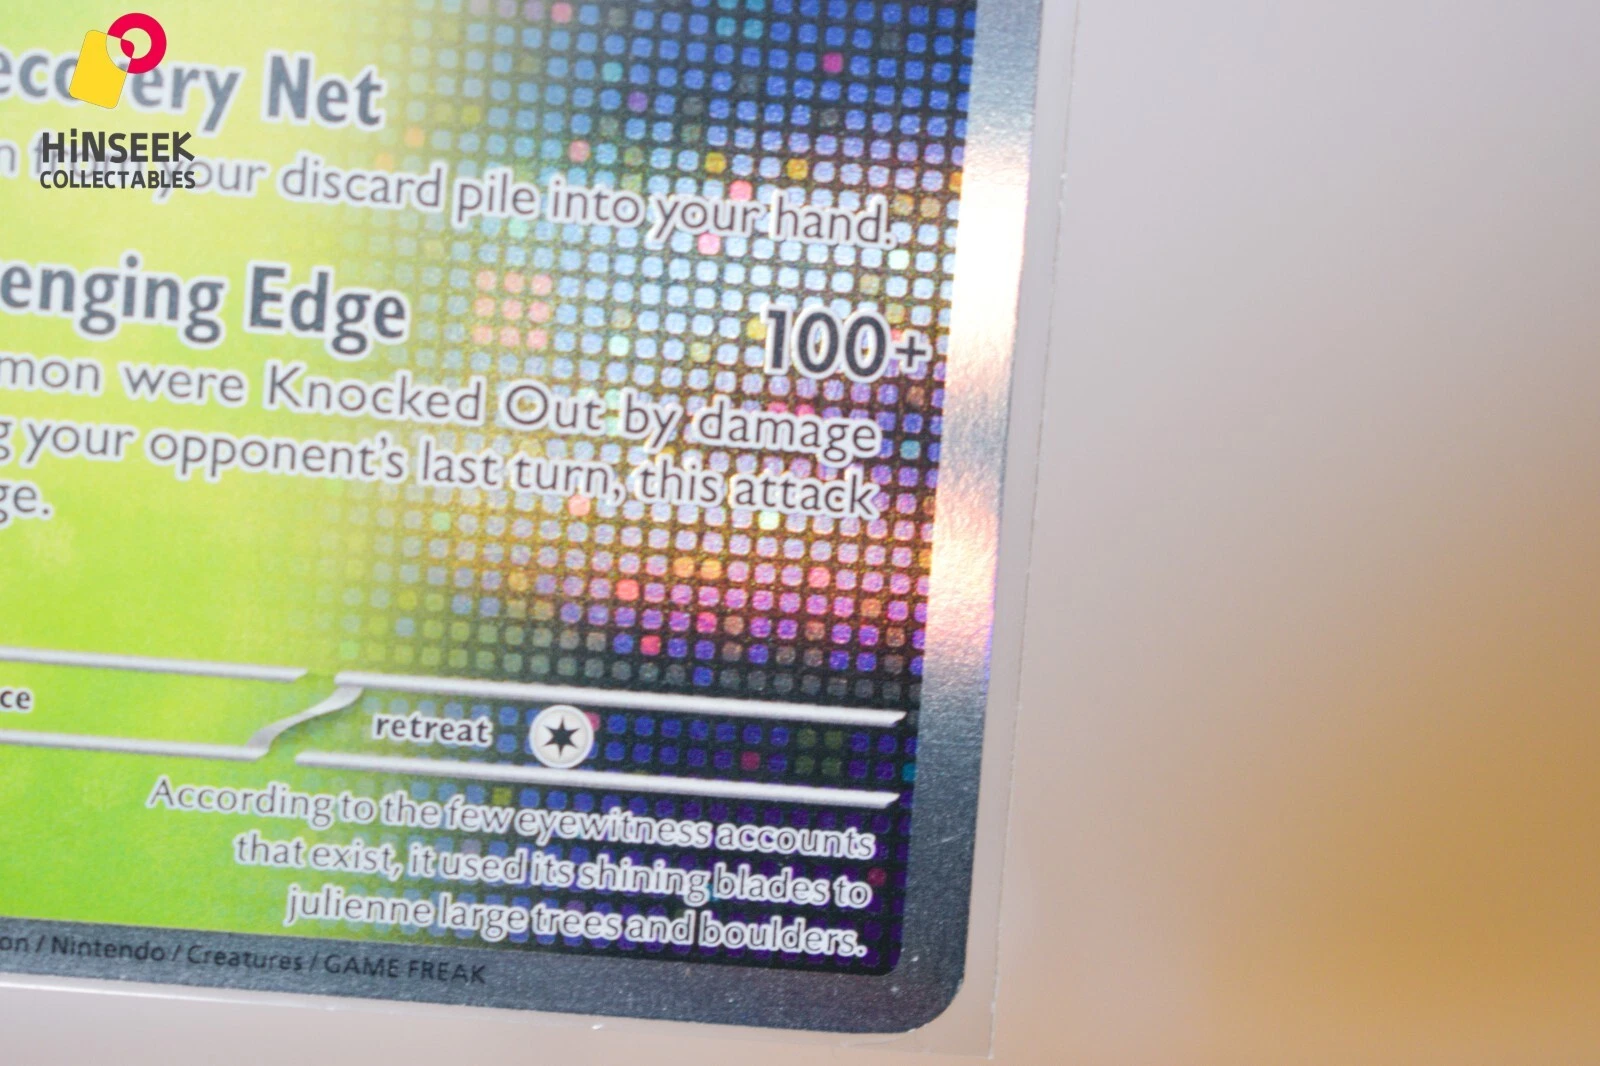 ecovery Net
HiNSEEK
COLLECTABLES
n from your discard pile into your hand.
enging Edge 100+
mon were Knocked Out by damage
g your opponent's last turn, this attack
ge.
ce
retreat
According to the few eyewitness accounts
that exist, it used its shining blades to
julienne large trees and boulders.
on / Nintendo / Creatures / GAME FREAK